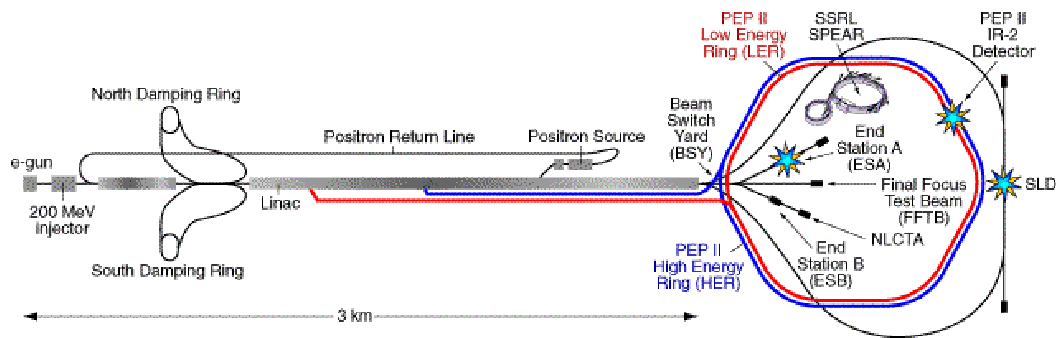 PEP II
Low Energy
Ring (LER)
SSRL
SPEAR
PEP II
IR-2
Detector
North Damping Ring
Positron Return Line
Positron Source
Beam
Switch
Yard
(BSY)
End
Station A
(ESA)
e-gun
200 MeV
injector
Linac
Final Focus
Test Beam
(FFTB)
SLD
NLCTA
End
Station B
(ESB)
South Damping Ring
PEP II
High Energy
Ring (HER)
3 km